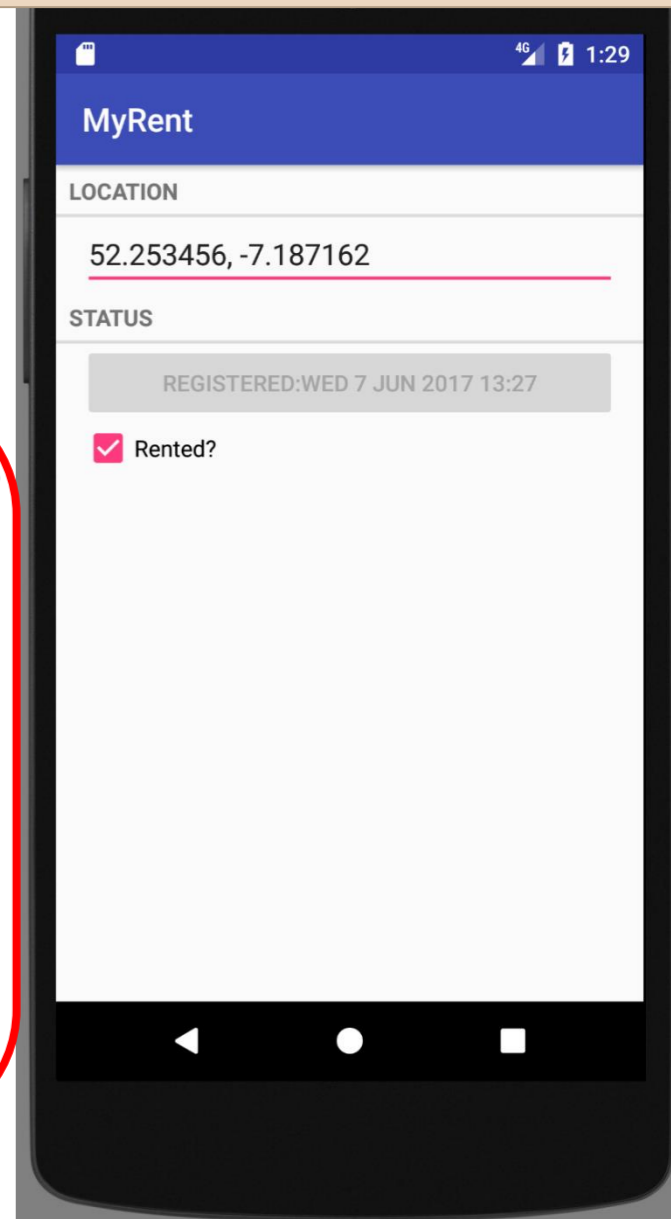 4G 1:29
MyRent
LOCATION
52.253456, -7.187162
STATUS
REGISTERED:WED 7 JUN 2017 13:27
Rented?